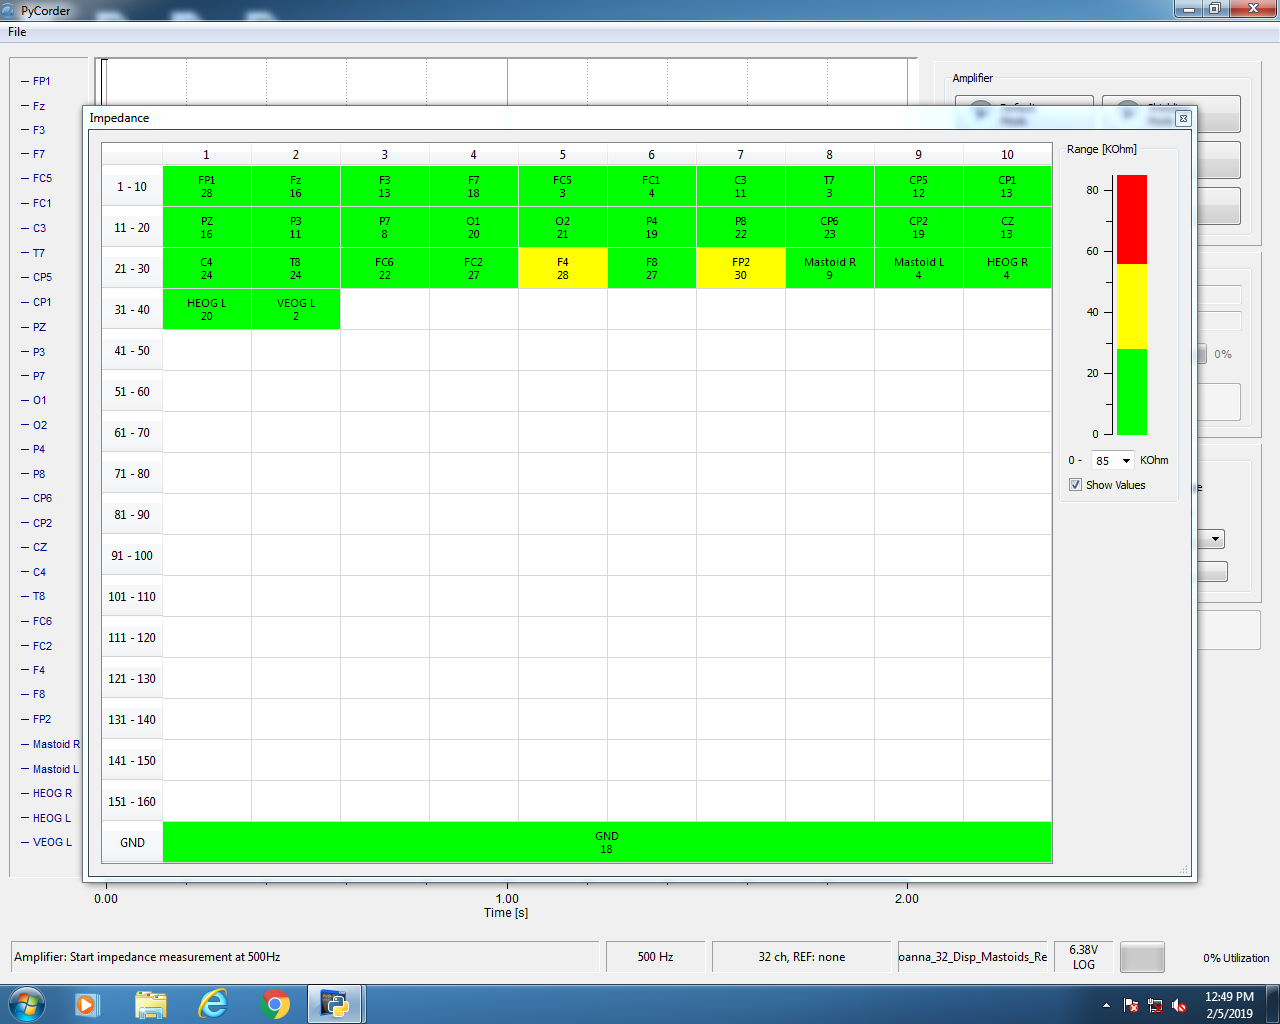 PyCorder
File
FP1
Fz
F3
F7
FC5
FC1
C3
T7
CP5
CP1
PZ
P3
P7
O1
O2
P4
P8
CP6
CP2
CZ
C4
T8
FC6
FC2
F4
F8
FP2
Mastoid R
Mastoid L
HEOG R
HEOG L
VEOG L
Amplifier
Impedance
1 2 3 4 5 6 7 8 9 10
1 - 10
FP1 Fz F3 F7 FC5 FC1 C3 T7 CP5 CP1
28 16 13 18 3 4 11 3 12 13
11 - 20
PZ P3 P7 O1 O2 P4 P8 CP6 CP2 CZ
16 11 8 20 21 19 22 23 19 13
21 - 30
C4 T8 FC6 FC2 F4 F8 FP2 Mastoid R Mastoid L HEOG R
24 24 22 27 28 27 30 9 4 4
31 - 40
HEOG L VEOG L
20 2
41 - 50
51 - 60
61 - 70
71 - 80
81 - 90
91 - 100
101 - 110
111 - 120
121 - 130
131 - 140
141 - 150
151 - 160
GND
GND
18
Range [KOhm]
80
60
40
20
0
0 - 85 KOhm
Show Values
0%
0.00 1.00 2.00
Time [s]
Amplifier: Start impedance measurement at 500Hz
500 Hz
32 ch, REF: none
oanna_32_Disp_Mastoids_Re
6.38V
LOG
0% Utilization
12:49 PM
2/5/2019